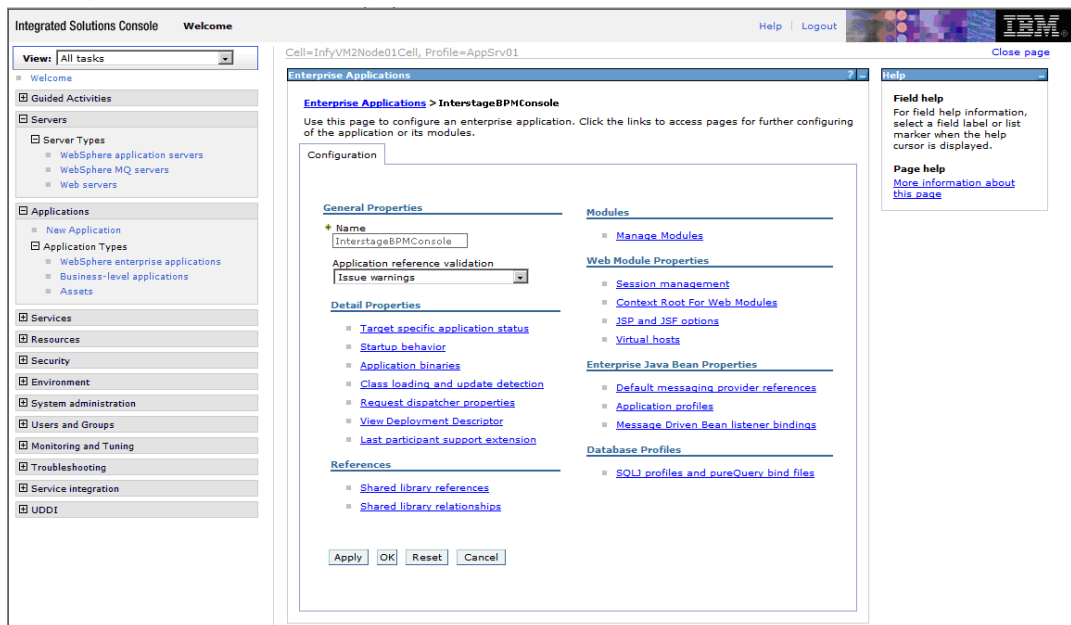 Integrated Solutions Console Welcome Help | Logout IBM®
View: All tasks
Welcome
Guided Activities
Servers
Server Types
WebSphere application servers
WebSphere MQ servers
Web servers
Applications
New Application
Application Types
WebSphere enterprise applications
Business-level applications
Assets
Services
Resources
Security
Environment
System administration
Users and Groups
Monitoring and Tuning
Troubleshooting
Service integration
UDDI
Cell=InfyVM2Node01Cell, Profile=AppSrv01 Close page
Enterprise Applications ? -
Enterprise Applications > InterstageBPMConsole
Use this page to configure an enterprise application. Click the links to access pages for further configuring
of the application or its modules.
Configuration
General Properties
* Name
InterstageBPMConsole
Application reference validation
Issue warnings
Detail Properties
Target specific application status
Startup behavior
Application binaries
Class loading and update detection
Request dispatcher properties
View Deployment Descriptor
Last participant support extension
References
Shared library references
Shared library relationships
Modules
Manage Modules
Web Module Properties
Session management
Context Root For Web Modules
JSP and JSF options
Virtual hosts
Enterprise Java Bean Properties
Default messaging provider references
Application profiles
Message Driven Bean listener bindings
Database Profiles
SQLJ profiles and pureQuery bind files
Apply OK Reset Cancel
Help -
Field help
For field help information,
select a field label or list
marker when the help
cursor is displayed.
Page help
More information about
this page